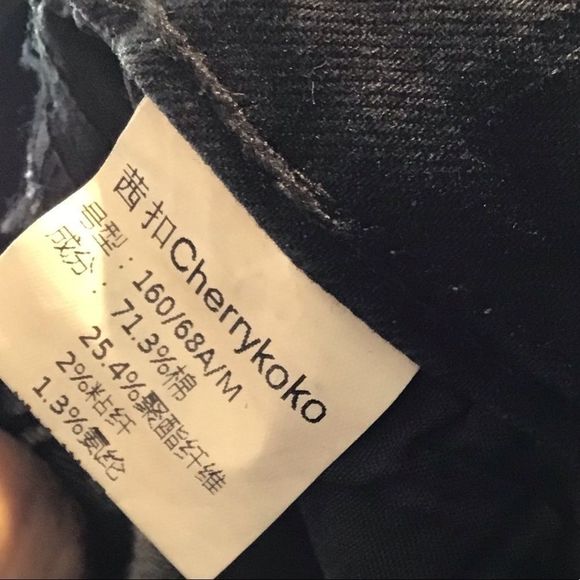 茜扣Cherrykoko
号型：160/68A/M
成分：71.3%棉
25.4%聚酯纤维
2%粘纤
1.3%氨纶